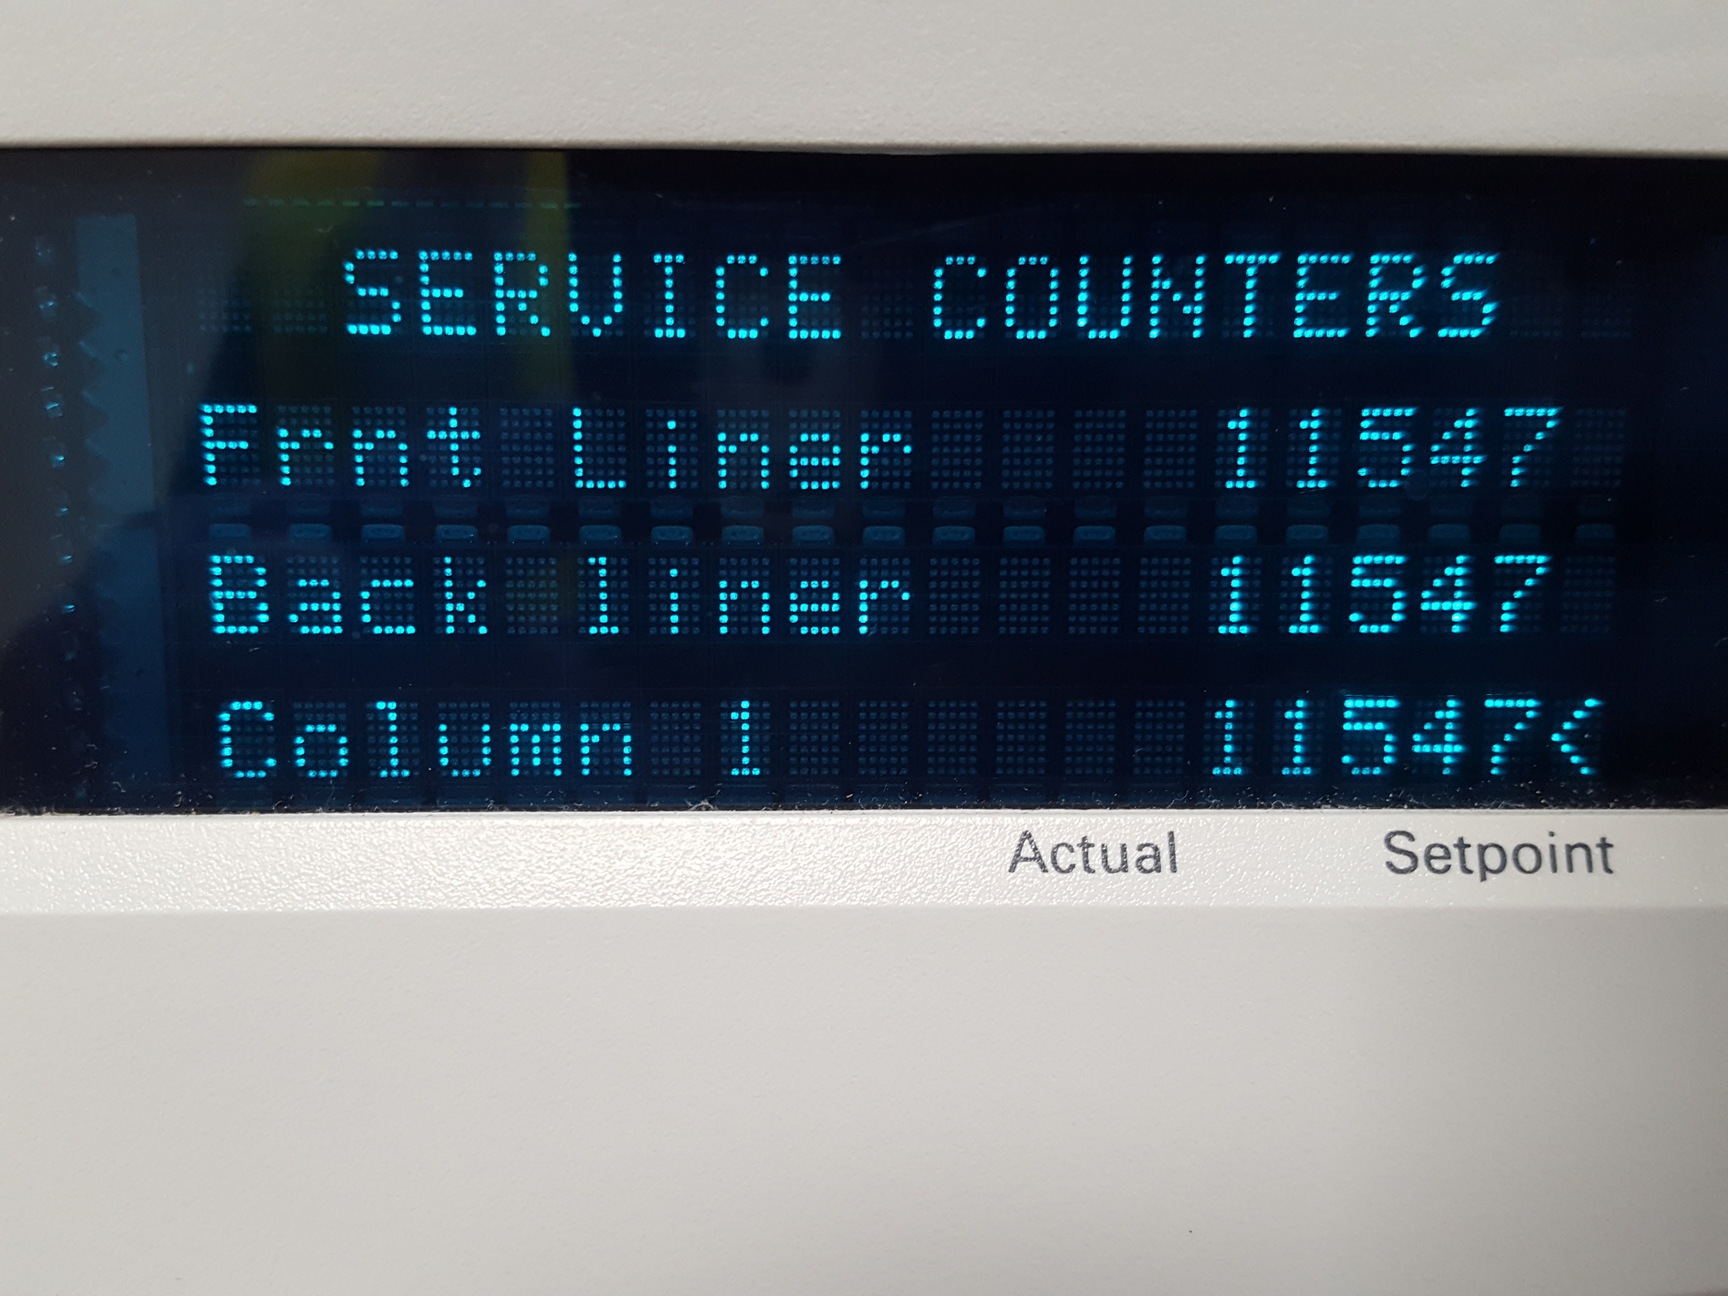 SERVICE COUNTERS
Frnt Liner 11547
Back liner 11547
Column 1 11547<
Actual Setpoint